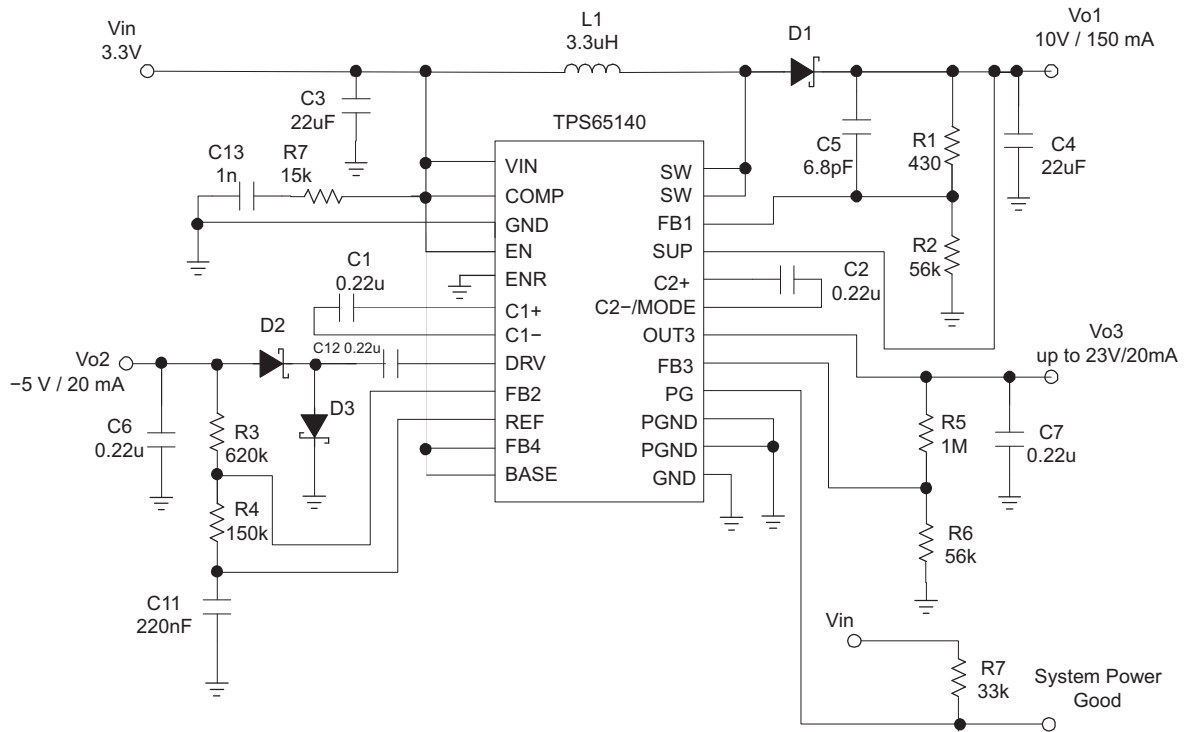 Vin
3.3V
L1
3.3uH
D1
Vo1
10V / 150 mA
C3
22uF
TPS65140
C5
6.8pF
R1
430
C4
22uF
C13
1n
R7
15k
VIN
COMP
GND
EN
ENR
C1+
C1−
DRV
FB2
REF
FB4
BASE
SW
SW
FB1
SUP
C2+
C2−/MODE
OUT3
FB3
PG
PGND
PGND
GND
R2
56k
C1
0.22u
C2
0.22u
D2
C12 0.22u
Vo2
−5 V / 20 mA
Vo3
up to 23V/20mA
D3
C6
0.22u
R3
620k
R4
150k
R5
1M
C7
0.22u
R6
56k
C11
220nF
Vin
R7
33k
System Power
Good